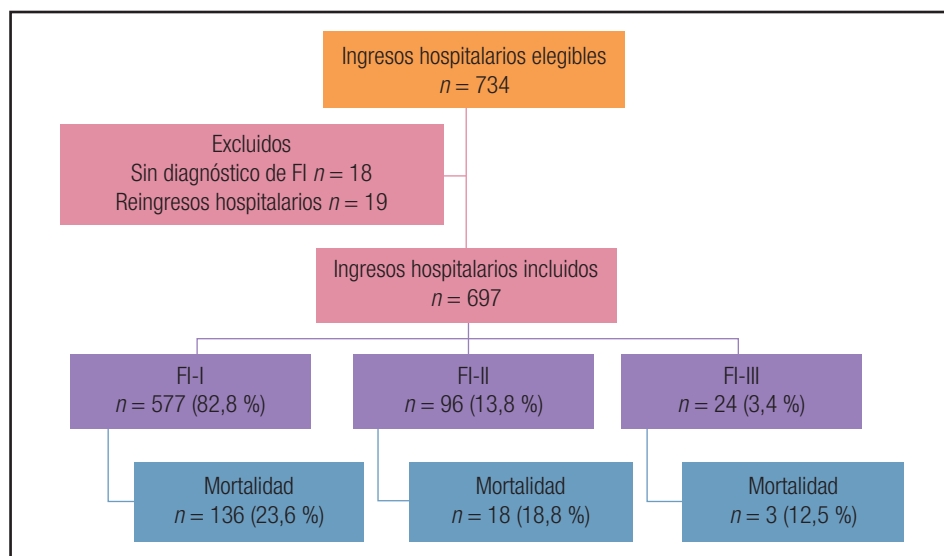 Ingresos hospitalarios elegibles
n = 734
Excluidos
Sin diagnóstico de FI n = 18
Reingresos hospitalarios n = 19
Ingresos hospitalarios incluidos
n = 697
FI-I
n = 577 (82,8 %)
FI-II
n = 96 (13,8 %)
FI-III
n = 24 (3,4 %)
Mortalidad
n = 136 (23,6 %)
Mortalidad
n = 18 (18,8 %)
Mortalidad
n = 3 (12,5 %)